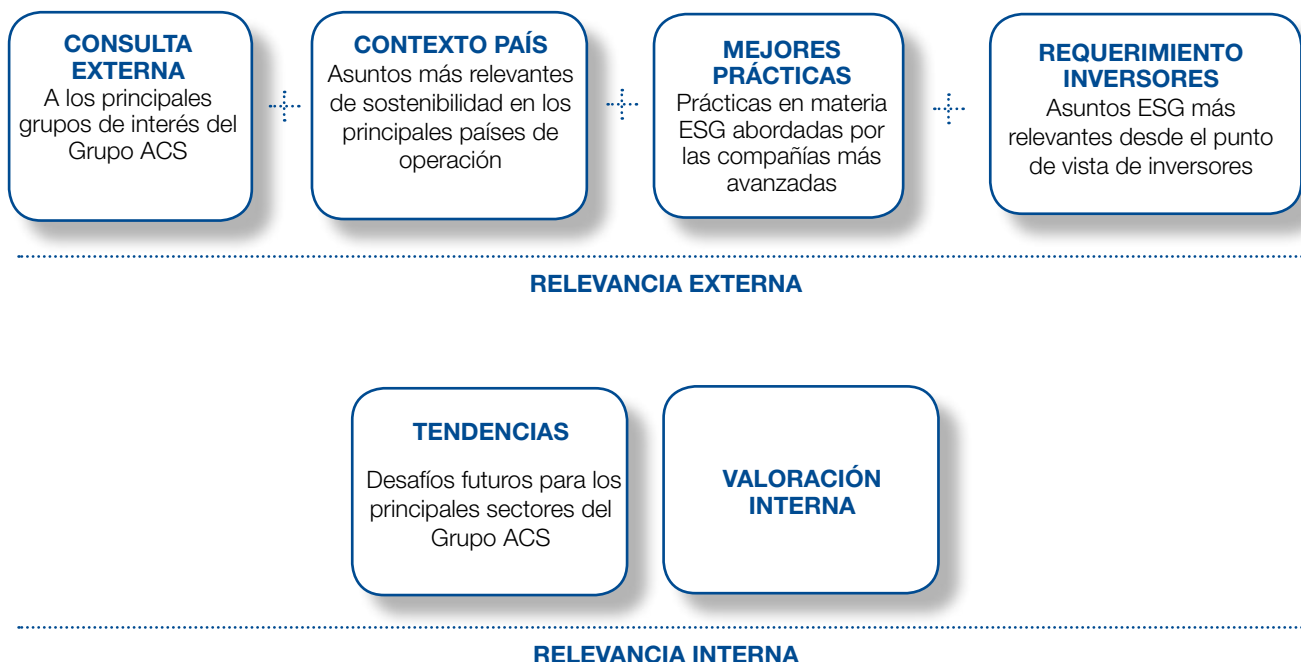 CONSULTA
EXTERNA
A los principales
grupos de interés del
Grupo ACS
CONTEXTO PAÍS
Asuntos más relevantes
de sostenibilidad en los
principales países de
operación
MEJORES
PRÁCTICAS
Prácticas en materia
ESG abordadas por
las compañías más
avanzadas
REQUERIMIENTO
INVERSORES
Asuntos ESG más
relevantes desde el punto
de vista de inversores
RELEVANCIA EXTERNA
TENDENCIAS
Desafíos futuros para los
principales sectores del
Grupo ACS
VALORACIÓN
INTERNA
RELEVANCIA INTERNA